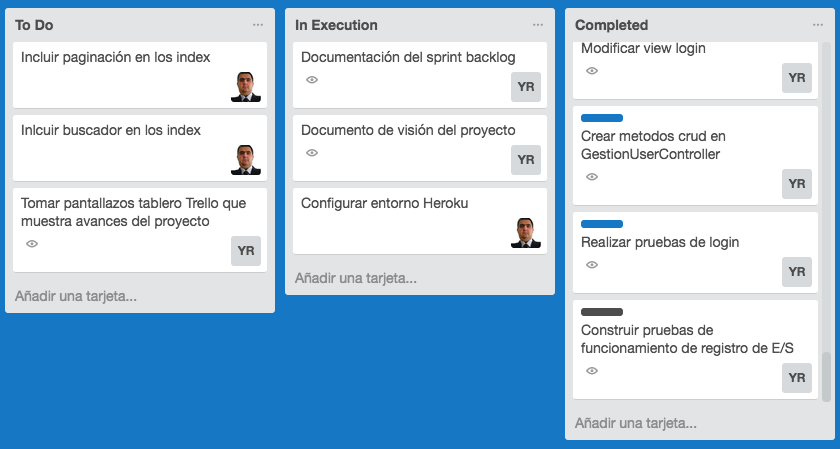 To Do
Incluir paginación en los index
Inlcuir buscador en los index
Tomar pantallazos tablero Trello que
muestra avances del proyecto
YR
Añadir una tarjeta...
In Execution
Documentación del sprint backlog
YR
Documento de visión del proyecto
YR
Configurar entorno Heroku
Añadir una tarjeta...
Completed
Modificar view login
YR
Crear metodos crud en
GestionUserController
YR
Realizar pruebas de login
YR
Construir pruebas de
funcionamiento de registro de E/S
YR
Añadir una tarjeta...